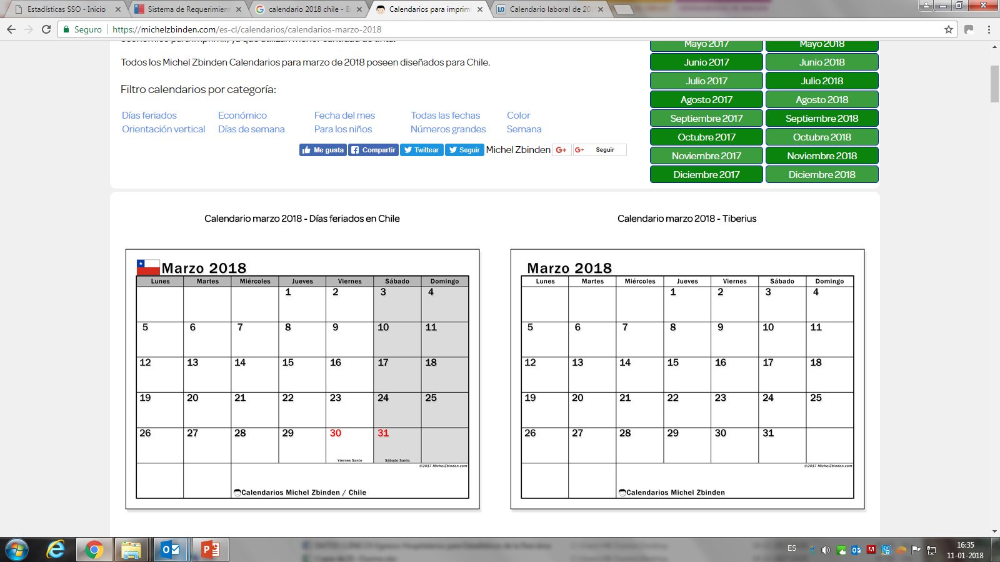 Estadísticas SSO - Inicio
Sistema de Requerimient
calendario 2018 chile - B
Calendarios para imprim
Calendario laboral de 20
Seguro
https://michelzbinden.com/es-cl/calendarios/calendarios-marzo-2018
Todos los Michel Zbinden Calendarios para marzo de 2018 poseen diseñados para Chile.
Filtro calendarios por categoría:
Días feriados Económico Fecha del mes Todas las fechas Color
Orientación vertical Días de semana Para los niños Números grandes Semana
Me gusta Compartir Twittear Seguir Michel Zbinden G+ G+ Seguir
Mayo 2017 Mayo 2018
Junio 2017 Junio 2018
Julio 2017 Julio 2018
Agosto 2017 Agosto 2018
Septiembre 2017 Septiembre 2018
Octubre 2017 Octubre 2018
Noviembre 2017 Noviembre 2018
Diciembre 2017 Diciembre 2018
Calendario marzo 2018 - Días feriados en Chile
Marzo 2018
Lunes Martes Miércoles Jueves Viernes Sábado Domingo
1 2 3 4
5 6 7 8 9 10 11
12 13 14 15 16 17 18
19 20 21 22 23 24 25
26 27 28 29 30 31
Viernes Santo Sábado Santo
©2017 MichelZbinden.com
Calendarios Michel Zbinden / Chile
Calendario marzo 2018 - Tiberius
Marzo 2018
Lunes Martes Miércoles Jueves Viernes Sábado Domingo
1 2 3 4
5 6 7 8 9 10 11
12 13 14 15 16 17 18
19 20 21 22 23 24 25
26 27 28 29 30 31
©2017 MichelZbinden.com
Calendarios Michel Zbinden
ES
16:35
11-01-2018